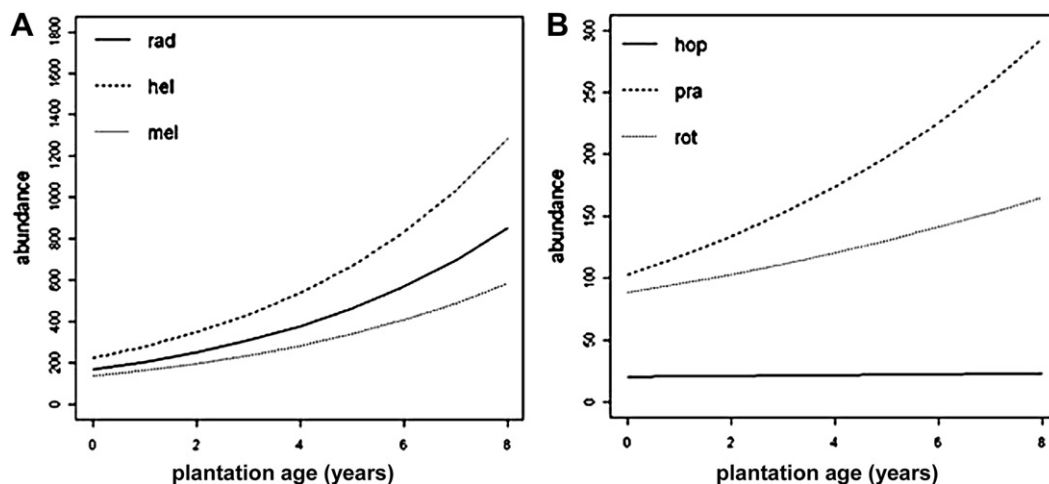 A
rad
hel
mel
abundance
0 200 400 600 800 1000 1200 1400 1600 1800
0 2 4 6 8
plantation age (years)
B
hop
pra
rot
abundance
0 50 100 150 200 250 300
0 2 4 6 8
plantation age (years)